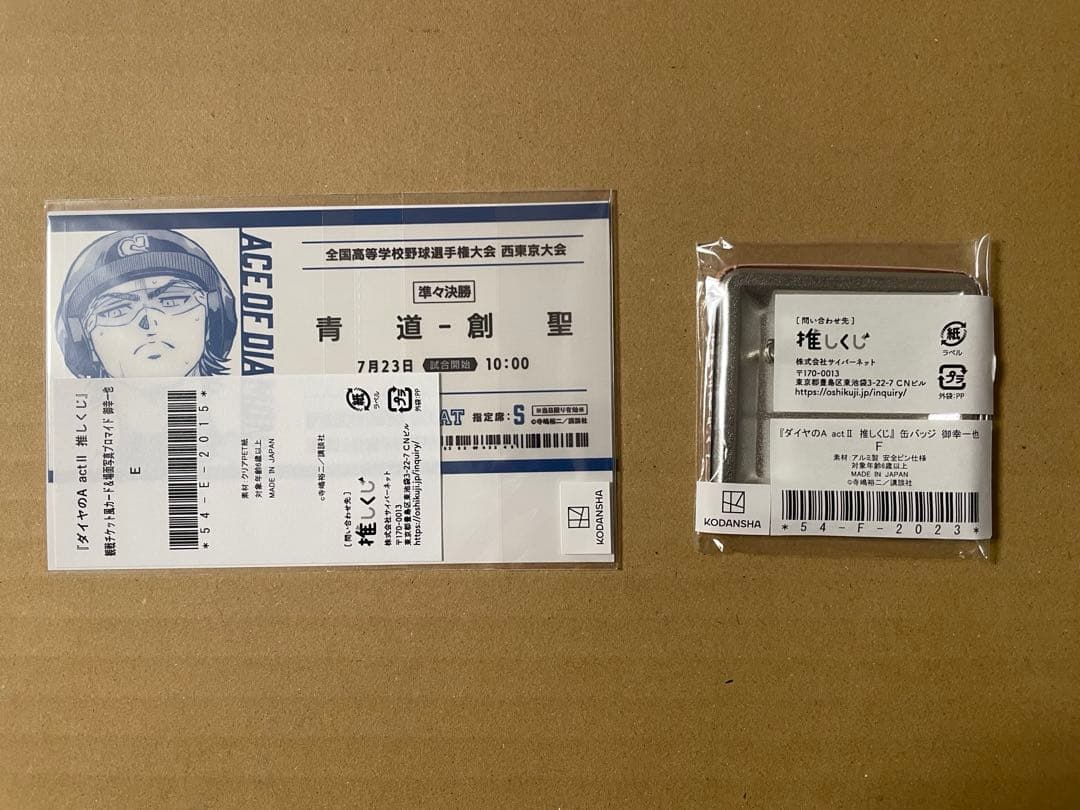 ACE OF DIA
全国高等学校野球選手権大会 西東京大会
準々決勝
青 道 - 創 聖
7月23日 試合開始 10:00
AT 指定席:S
※当日限り有効※
©寺嶋裕二／講談社
『ダイヤのA actⅡ 推しくじ』
観戦チケット風カード&場面写真ブロマイド 御幸一也
E
*54-E-2015*
素材:クリアPET紙
対象年齢6歳以上
MADE IN JAPAN
©寺嶋裕二／講談社
[問い合わせ先]
推しくじ
株式会社サイバーネット
〒170-0013
東京都豊島区東池袋3-22-7 CNビル
https://oshikuji.jp/inquiry/
紙
ラベル
プラ
外袋:PP
KODANSHA
[問い合わせ先]
推しくじ
株式会社サイバーネット
〒170-0013
東京都豊島区東池袋3-22-7 CNビル
https://oshikuji.jp/inquiry/
紙
ラベル
プラ
外袋:PP
『ダイヤのA actⅡ 推しくじ』缶バッジ 御幸一也
F
素材:アルミ製 安全ピン仕様
対象年齢6歳以上
MADE IN JAPAN
©寺嶋裕二／講談社
*54-F-2023*
KODANSHA